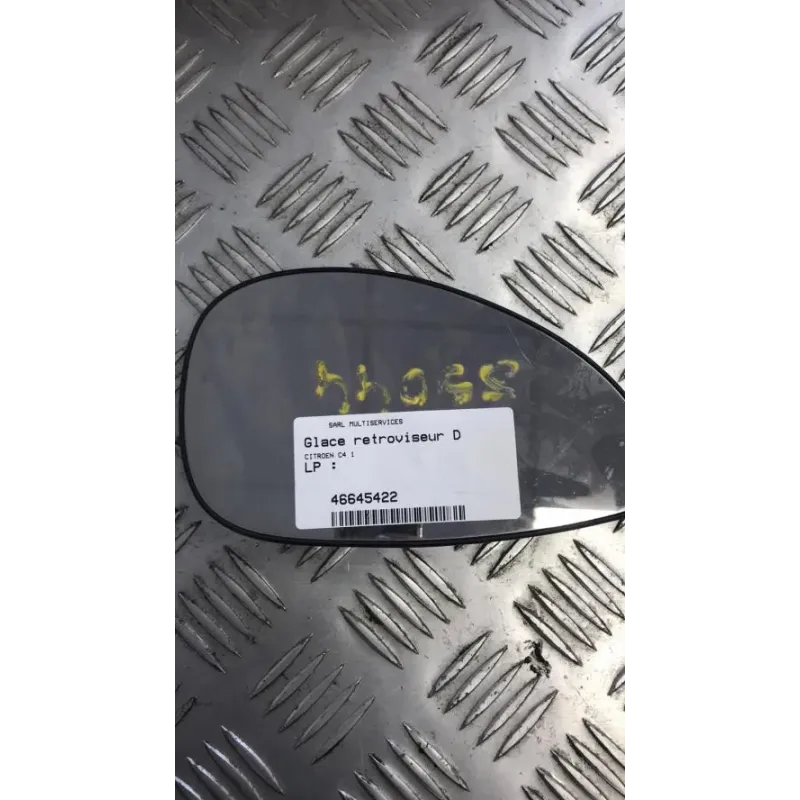 SARL MULTISERVICES
Glace retroviseur D
CITROEN C4 1
LP :
46645422